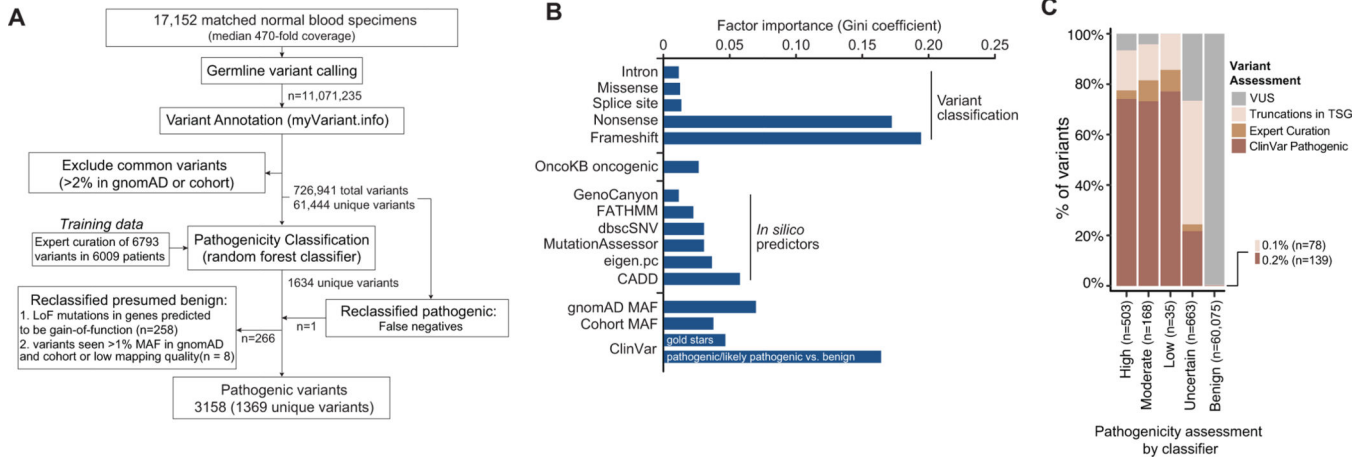 A
17,152 matched normal blood specimens
(median 470-fold coverage)
Germline variant calling
n=11,071,235
Variant Annotation (myVariant.info)
Exclude common variants
(>2% in gnomAD or cohort)
726,941 total variants
61,444 unique variants
Training data
Expert curation of 6793
variants in 6009 patients
Pathogenicity Classification
(random forest classifier)
1634 unique variants
Reclassified presumed benign:
1. LoF mutations in genes predicted
to be gain-of-function (n=258)
2. variants seen >1% MAF in gnomAD
and cohort or low mapping quality(n = 8)
n=266
n=1
Reclassified pathogenic:
False negatives
Pathogenic variants
3158 (1369 unique variants)
B
Factor importance (Gini coefficient)
0 0.05 0.10 0.15 0.20 0.25
Intron
Missense
Splice site
Nonsense
Frameshift
Variant
classification
OncoKB oncogenic
GenoCanyon
FATHMM
dbscSNV
MutationAssessor
eigen.pc
CADD
In silico
predictors
gnomAD MAF
Cohort MAF
ClinVar
gold stars
pathogenic/likely pathogenic vs. benign
C
% of variants
100%
80%
60%
40%
20%
0%
High (n=503)
Moderate (n=168)
Low (n=35)
Uncertain (n=663)
Benign (n=60,075)
Pathogenicity assessment
by classifier
Variant
Assessment
VUS
Truncations in TSG
Expert Curation
ClinVar Pathogenic
0.1% (n=78)
0.2% (n=139)